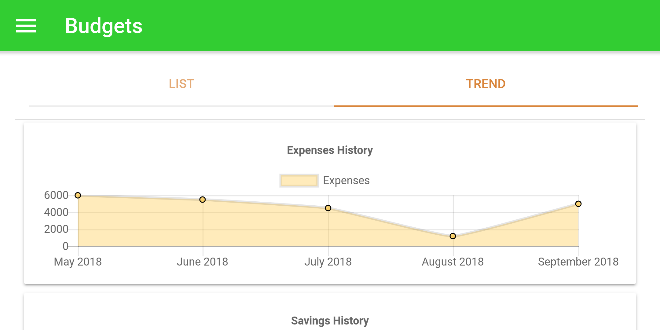 Budgets
LIST TREND
Expenses History
Expenses
6000
4000
2000
0
May 2018 June 2018 July 2018 August 2018 September 2018
Savings History